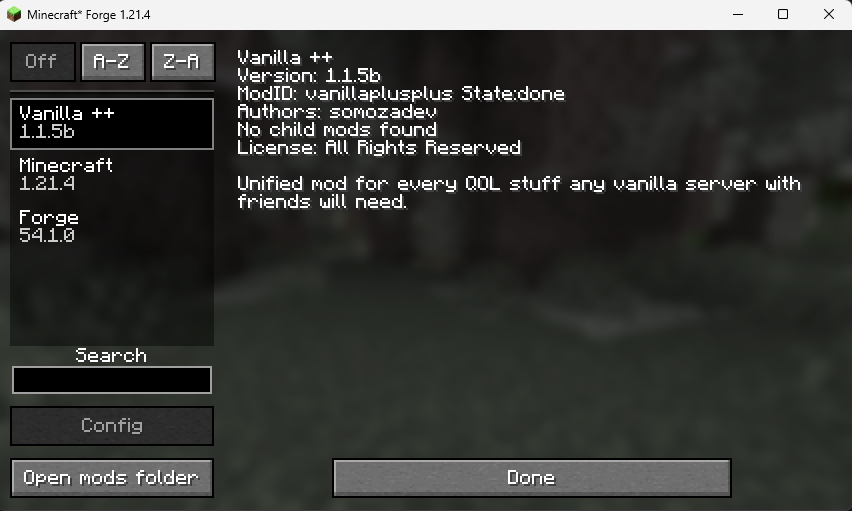 Minecraft* Forge 1.21.4
Off A-Z Z-A
Vanilla ++
1.1.5b
Minecraft
1.21.4
Forge
54.1.0
Search
Config
Open mods folder
Vanilla ++
Version: 1.1.5b
ModID: vanillaplusplus State:done
Authors: somozadev
No child mods found
License: All Rights Reserved
Unified mod for every QOL stuff any vanilla server with
friends will need.
Done